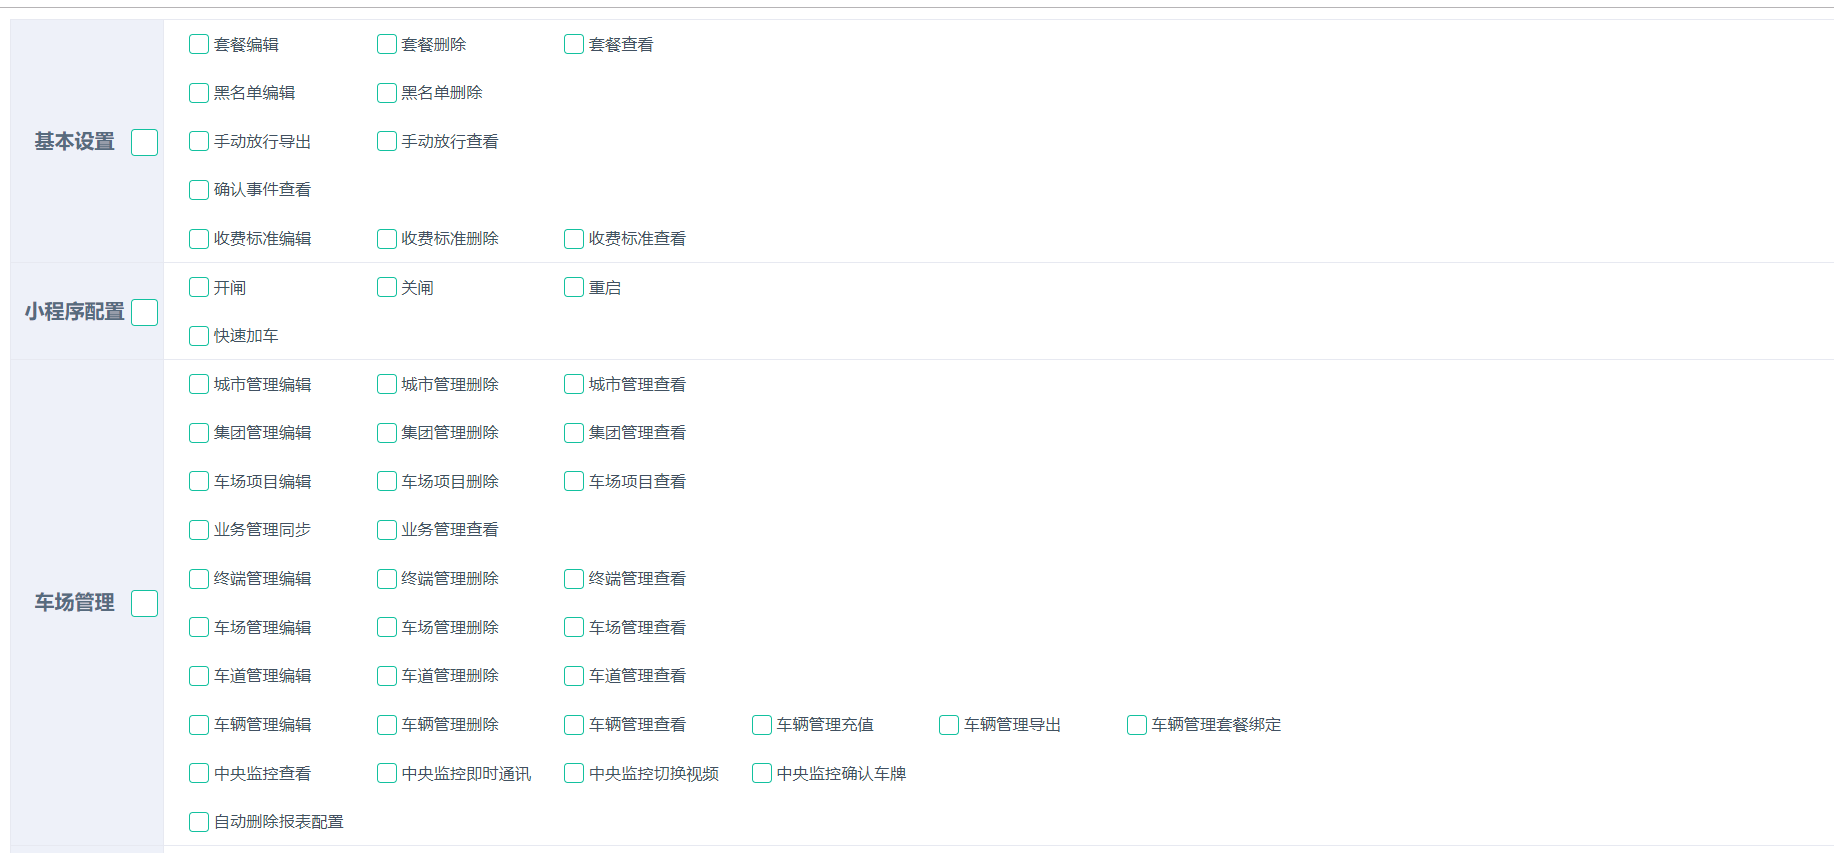 套餐编辑 套餐删除 套餐查看
黑名单编辑 黑名单删除
基本设置
手动放行导出 手动放行查看
确认事件查看
收费标准编辑 收费标准删除 收费标准查看
开闸 关闸 重启
小程序配置
快速加车
城市管理编辑 城市管理删除 城市管理查看
集团管理编辑 集团管理删除 集团管理查看
车场项目编辑 车场项目删除 车场项目查看
业务管理同步 业务管理查看
终端管理编辑 终端管理删除 终端管理查看
车场管理
车场管理编辑 车场管理删除 车场管理查看
车道管理编辑 车道管理删除 车道管理查看
车辆管理编辑 车辆管理删除 车辆管理查看 车辆管理充值 车辆管理导出 车辆管理套餐绑定
中央监控查看 中央监控即时通讯 中央监控切换视频 中央监控确认车牌
自动删除报表配置